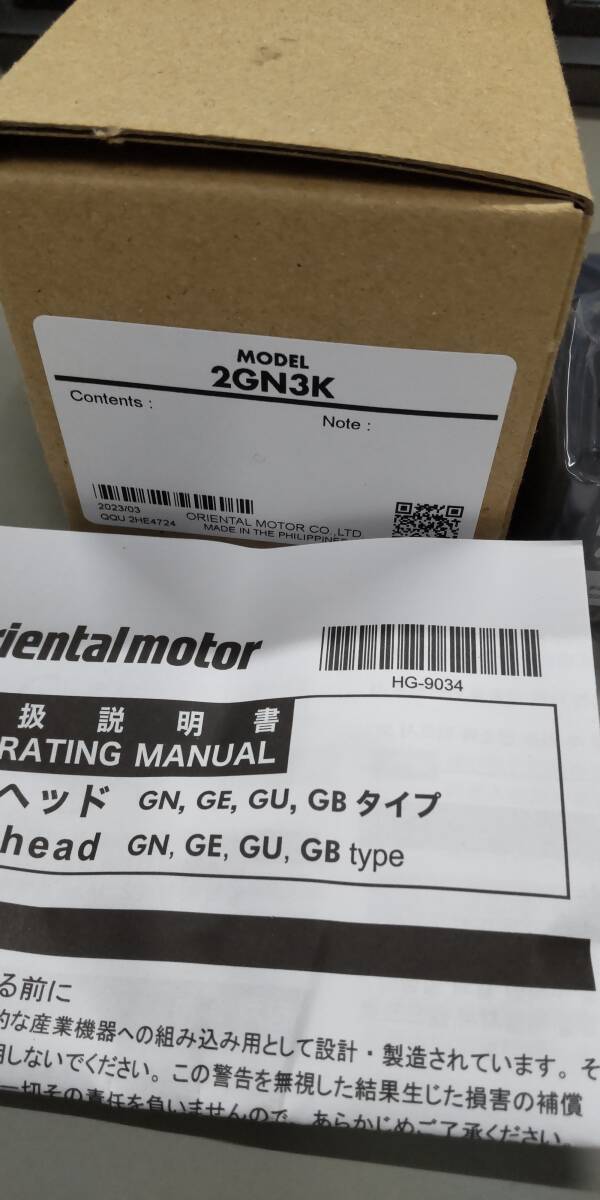 MODEL
2GN3K
Contents :
Note :
2023/03
QQU 2HE4724
ORIENTAL MOTOR CO.,LTD
MADE IN THE PHILIPPINE
rientalmotor
HG-9034
扱説明書
RATING MANUAL
ヘッド GN, GE, GU, GB タイプ
head GN, GE, GU, GB type
る前に
的な産業機器への組み込み用として設計・製造されています。そ
用しないでください。この警告を無視した結果生じた損害の補償
一切その責任を負いませんので、あらかじめご了承ください。